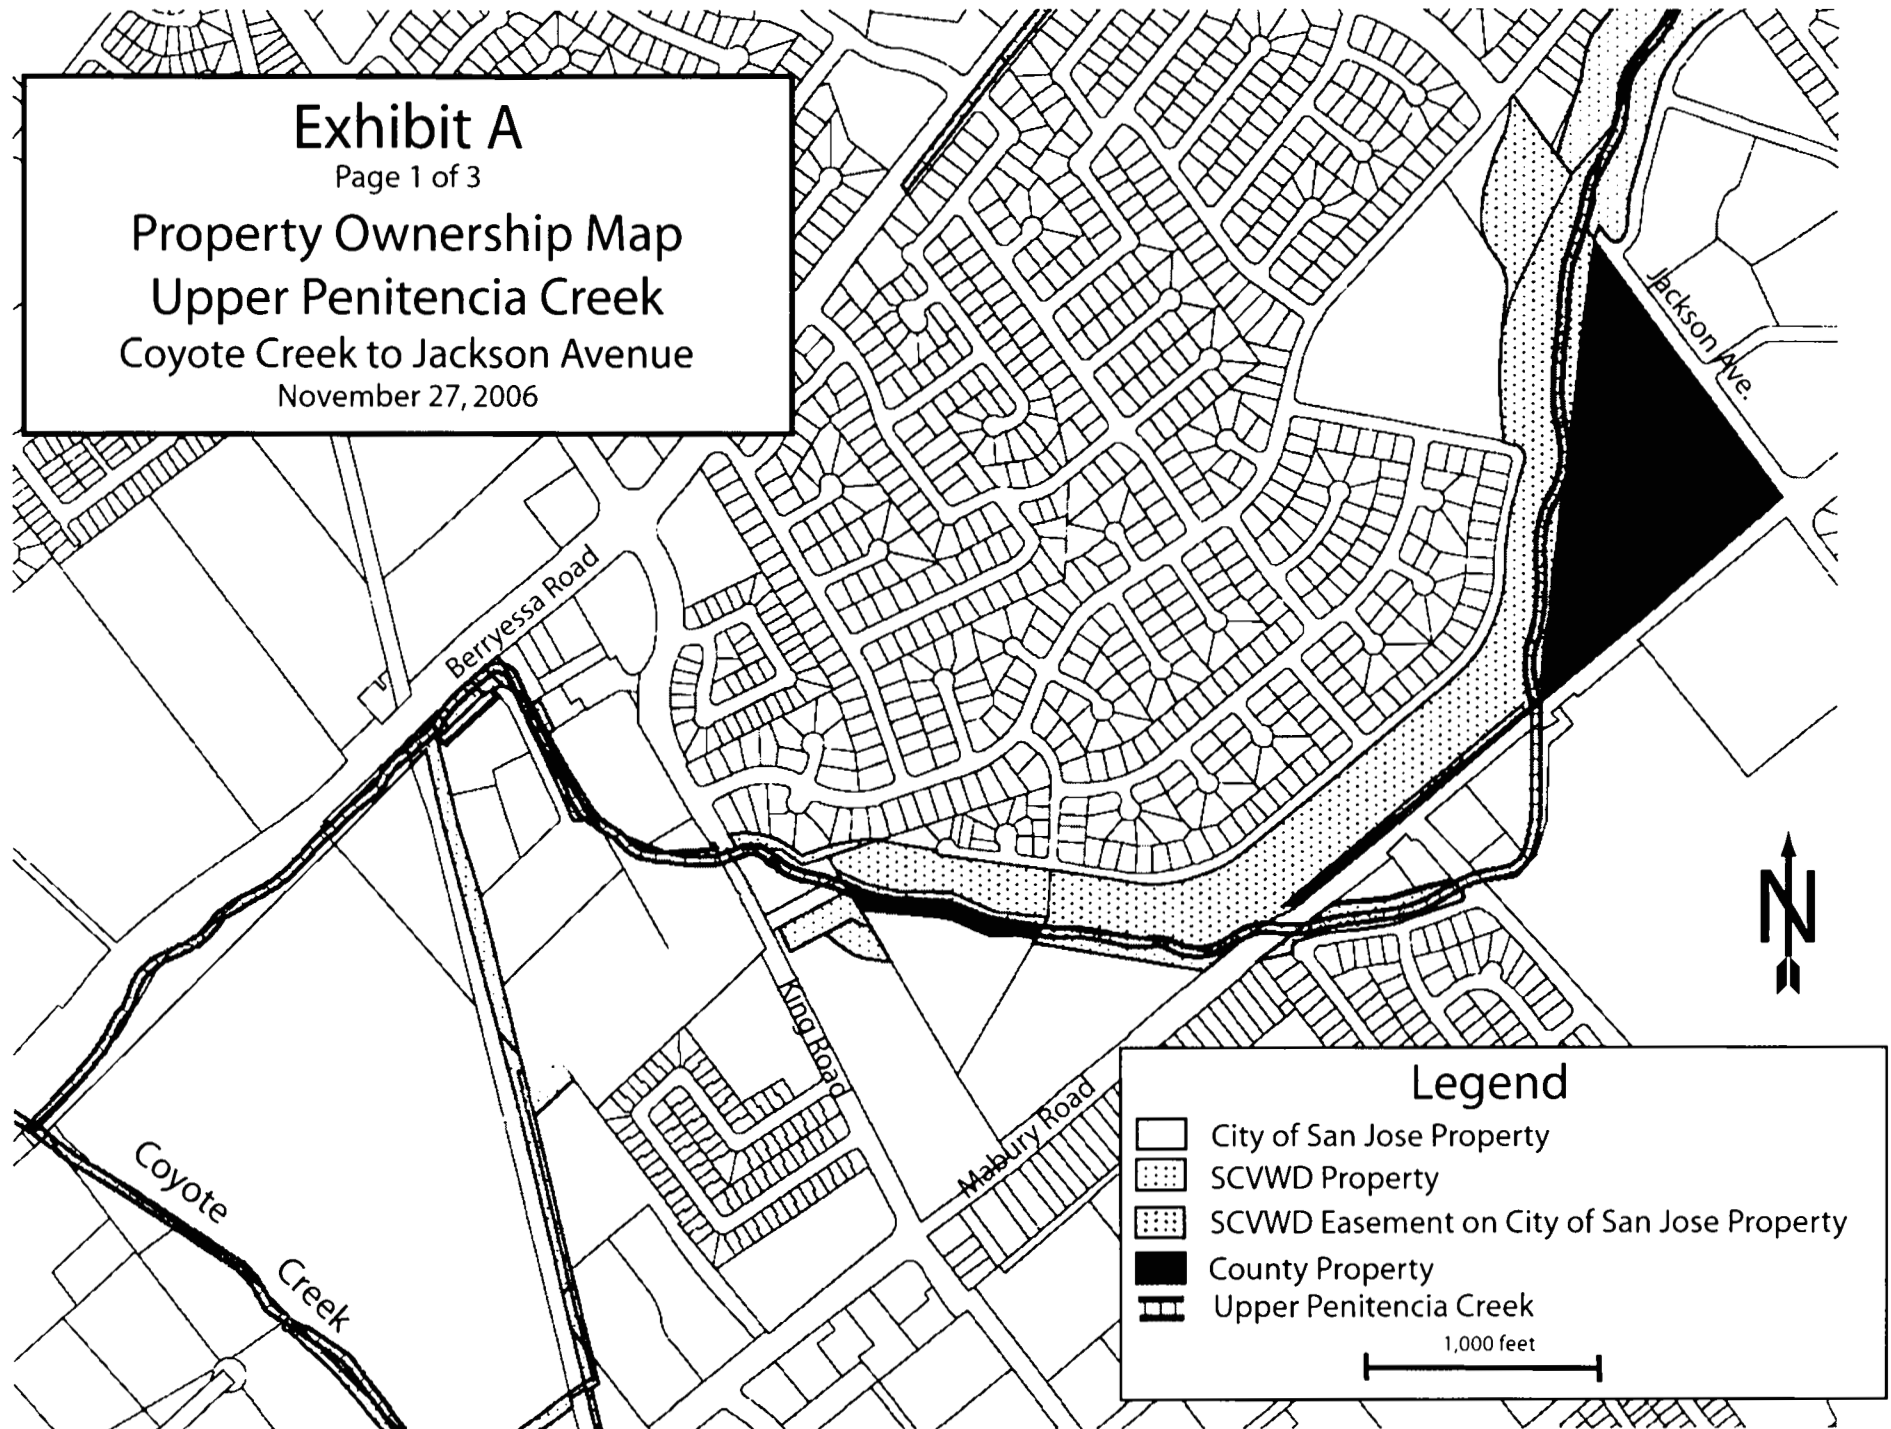 Exhibit A
Page 1 of 3
Property Ownership Map
Upper Penitencia Creek
Coyote Creek to Jackson Avenue
November 27, 2006
Jackson Ave.
Berryessa Road
King Road
Mabury Road
Coyote Creek
N
Legend
City of San Jose Property
SCVWD Property
SCVWD Easement on City of San Jose Property
County Property
Upper Penitencia Creek
1,000 feet